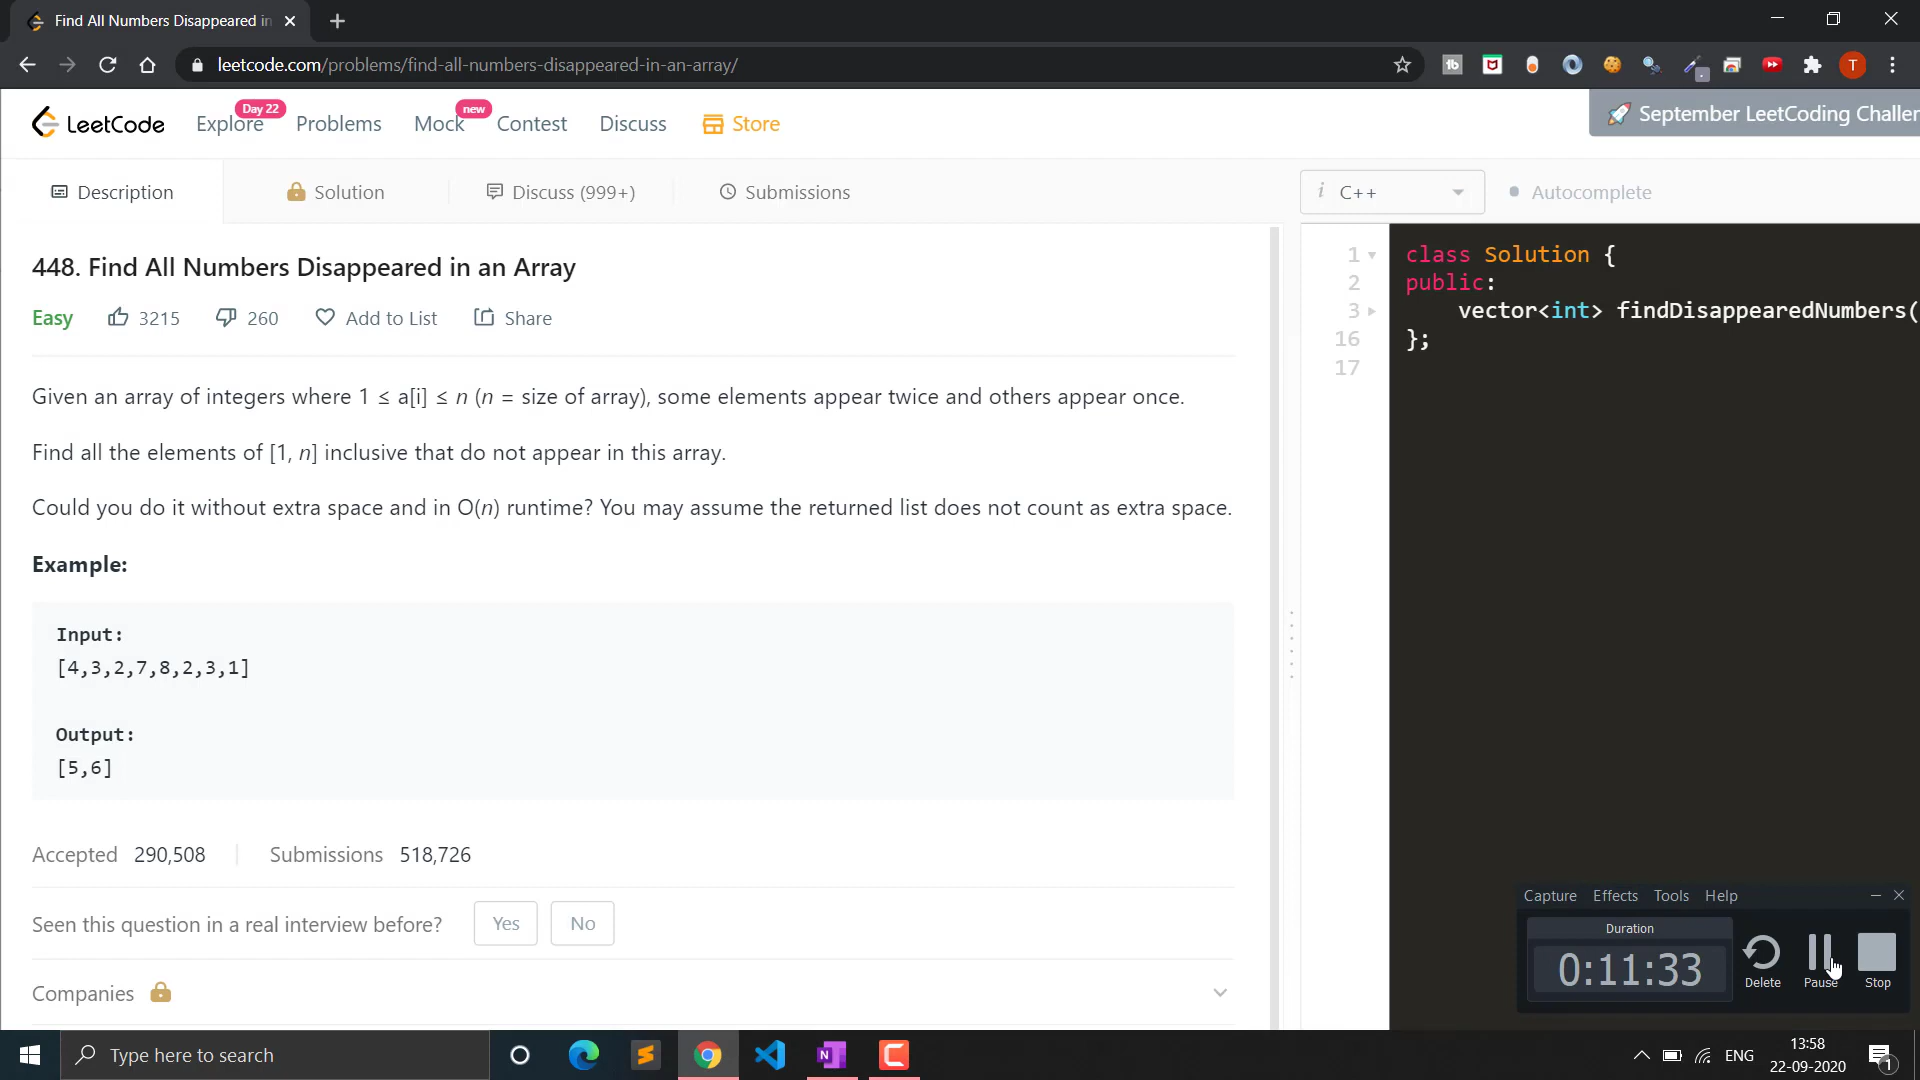 Find All Numbers Disappeared in
leetcode.com/problems/find-all-numbers-disappeared-in-an-array/
T
LeetCode
Explore
Day 22
Problems
Mock
new
Contest
Discuss
Store
September LeetCoding Challen
Description
Solution
Discuss (999+)
Submissions
i C++
Autocomplete
448. Find All Numbers Disappeared in an Array
Easy
3215
260
Add to List
Share
Given an array of integers where 1 ≤ a[i] ≤ n (n = size of array), some elements appear twice and others appear once.
Find all the elements of [1, n] inclusive that do not appear in this array.
Could you do it without extra space and in O(n) runtime? You may assume the returned list does not count as extra space.
Example:
Input:
[4,3,2,7,8,2,3,1]
Output:
[5,6]
Accepted 290,508
Submissions 518,726
Seen this question in a real interview before?
Yes
No
Companies
1 class Solution {
2 public:
3 vector<int> findDisappearedNumbers(
16 };
17
Capture Effects Tools Help
Duration
0:11:33
Delete
Pause
Stop
Type here to search
N
ENG
13:58
22-09-2020
1